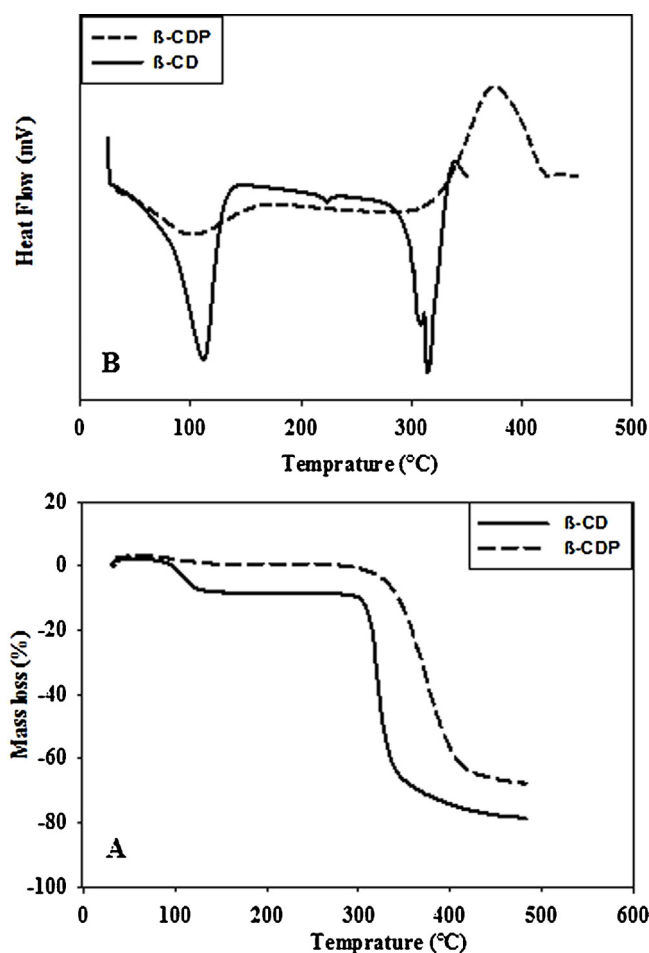 ß-CDP
ß-CD
Heat Flow (mV)
B
0 100 200 300 400 500
Temprature (°C)
20
0
-20
-40
-60
-80
-100
Mass loss (%)
ß-CD
ß-CDP
A
0 100 200 300 400 500 600
Temprature (°C)